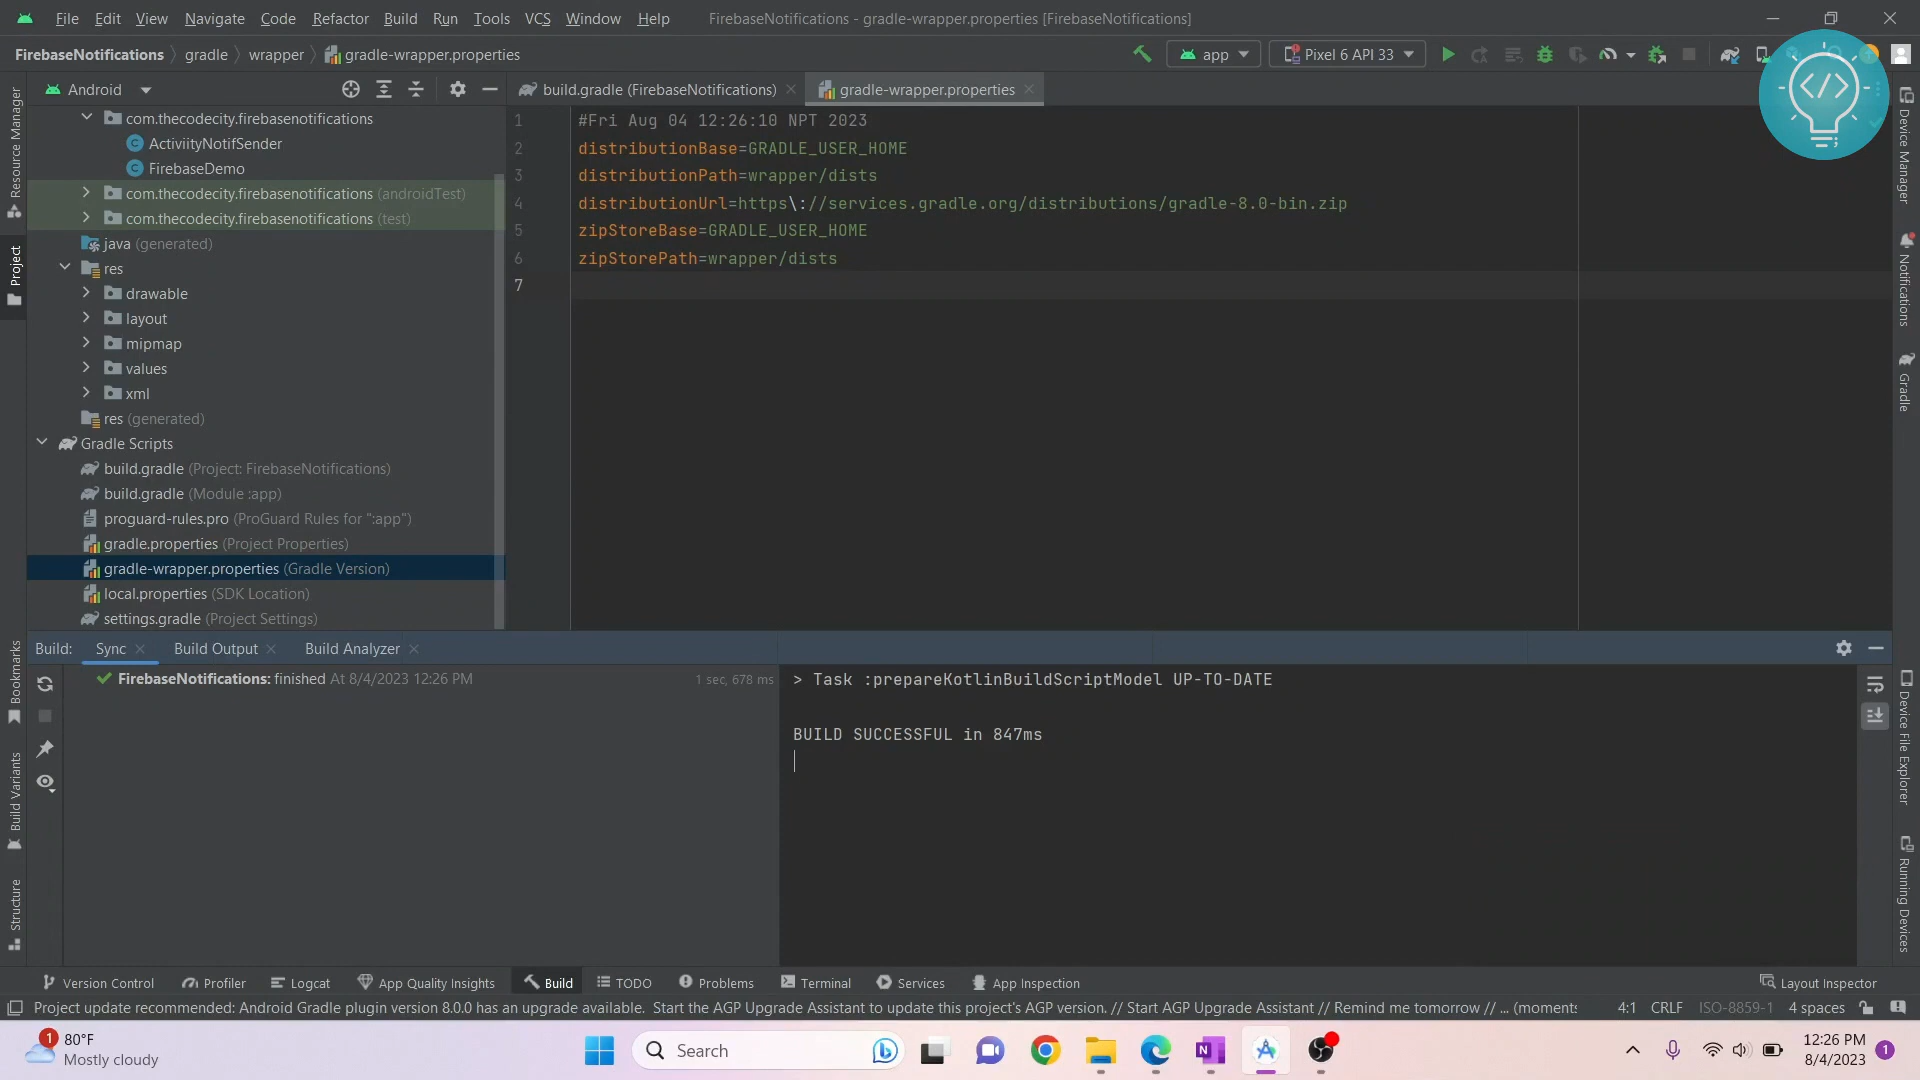 File Edit View Navigate Code Refactor Build Run Tools VCS Window Help FirebaseNotifications - gradle-wrapper.properties [FirebaseNotifications]
FirebaseNotifications gradle wrapper gradle-wrapper.properties app Pixel 6 API 33
Android
build.gradle (FirebaseNotifications) gradle-wrapper.properties
Resource Manager
Project
Bookmarks
Build Variants
Structure
com.thecodecity.firebasenotifications
ActiviityNotifSender
FirebaseDemo
com.thecodecity.firebasenotifications (androidTest)
com.thecodecity.firebasenotifications (test)
java (generated)
res
drawable
layout
mipmap
values
xml
res (generated)
Gradle Scripts
build.gradle (Project: FirebaseNotifications)
build.gradle (Module :app)
proguard-rules.pro (ProGuard Rules for ":app")
gradle.properties (Project Properties)
gradle-wrapper.properties (Gradle Version)
local.properties (SDK Location)
settings.gradle (Project Settings)
1 #Fri Aug 04 12:26:10 NPT 2023
2 distributionBase=GRADLE_USER_HOME
3 distributionPath=wrapper/dists
4 distributionUrl=https\://services.gradle.org/distributions/gradle-8.0-bin.zip
5 zipStoreBase=GRADLE_USER_HOME
6 zipStorePath=wrapper/dists
7
</>
Device Manager
Notifications
Gradle
Device File Explorer
Running Devices
Build: Sync Build Output Build Analyzer
FirebaseNotifications: finished At 8/4/2023 12:26 PM 1 sec, 678 ms
> Task :prepareKotlinBuildScriptModel UP-TO-DATE
BUILD SUCCESSFUL in 847ms
Version Control Profiler Logcat App Quality Insights Build TODO Problems Terminal Services App Inspection Layout Inspector
Project update recommended: Android Gradle plugin version 8.0.0 has an upgrade available. Start the AGP Upgrade Assistant to update this project's AGP version. // Start AGP Upgrade Assistant // Remind me tomorrow // ... (moments 4:1 CRLF ISO-8859-1 4 spaces
1 80°F
Mostly cloudy
Search
12:26 PM
8/4/2023 1